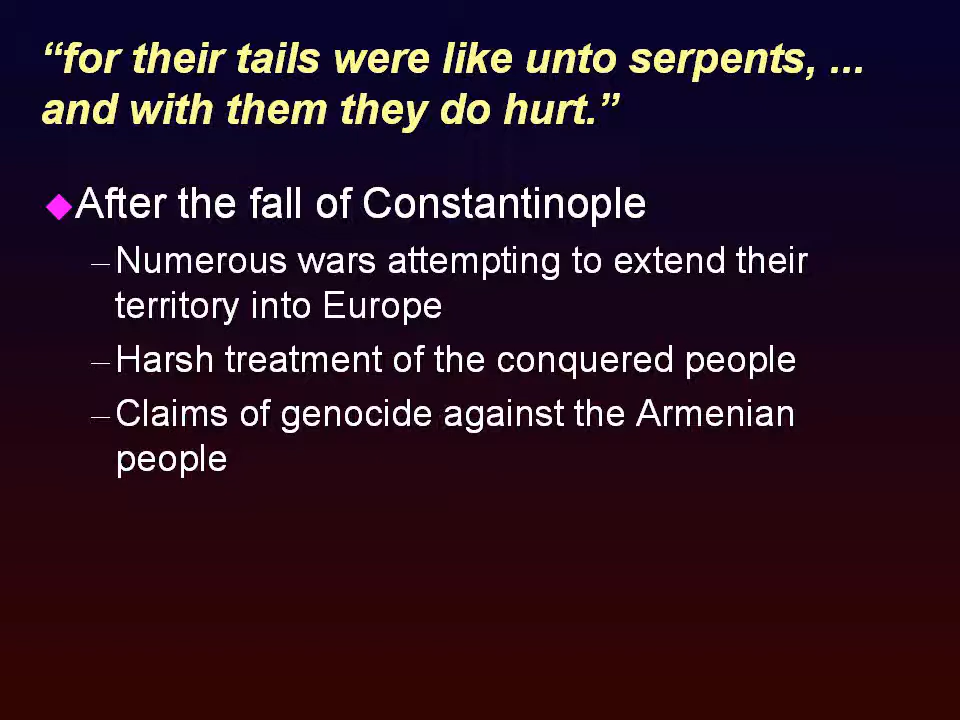 “for their tails were like unto serpents, ...
and with them they do hurt.”
After the fall of Constantinople
– Numerous wars attempting to extend their
territory into Europe
– Harsh treatment of the conquered people
– Claims of genocide against the Armenian
people